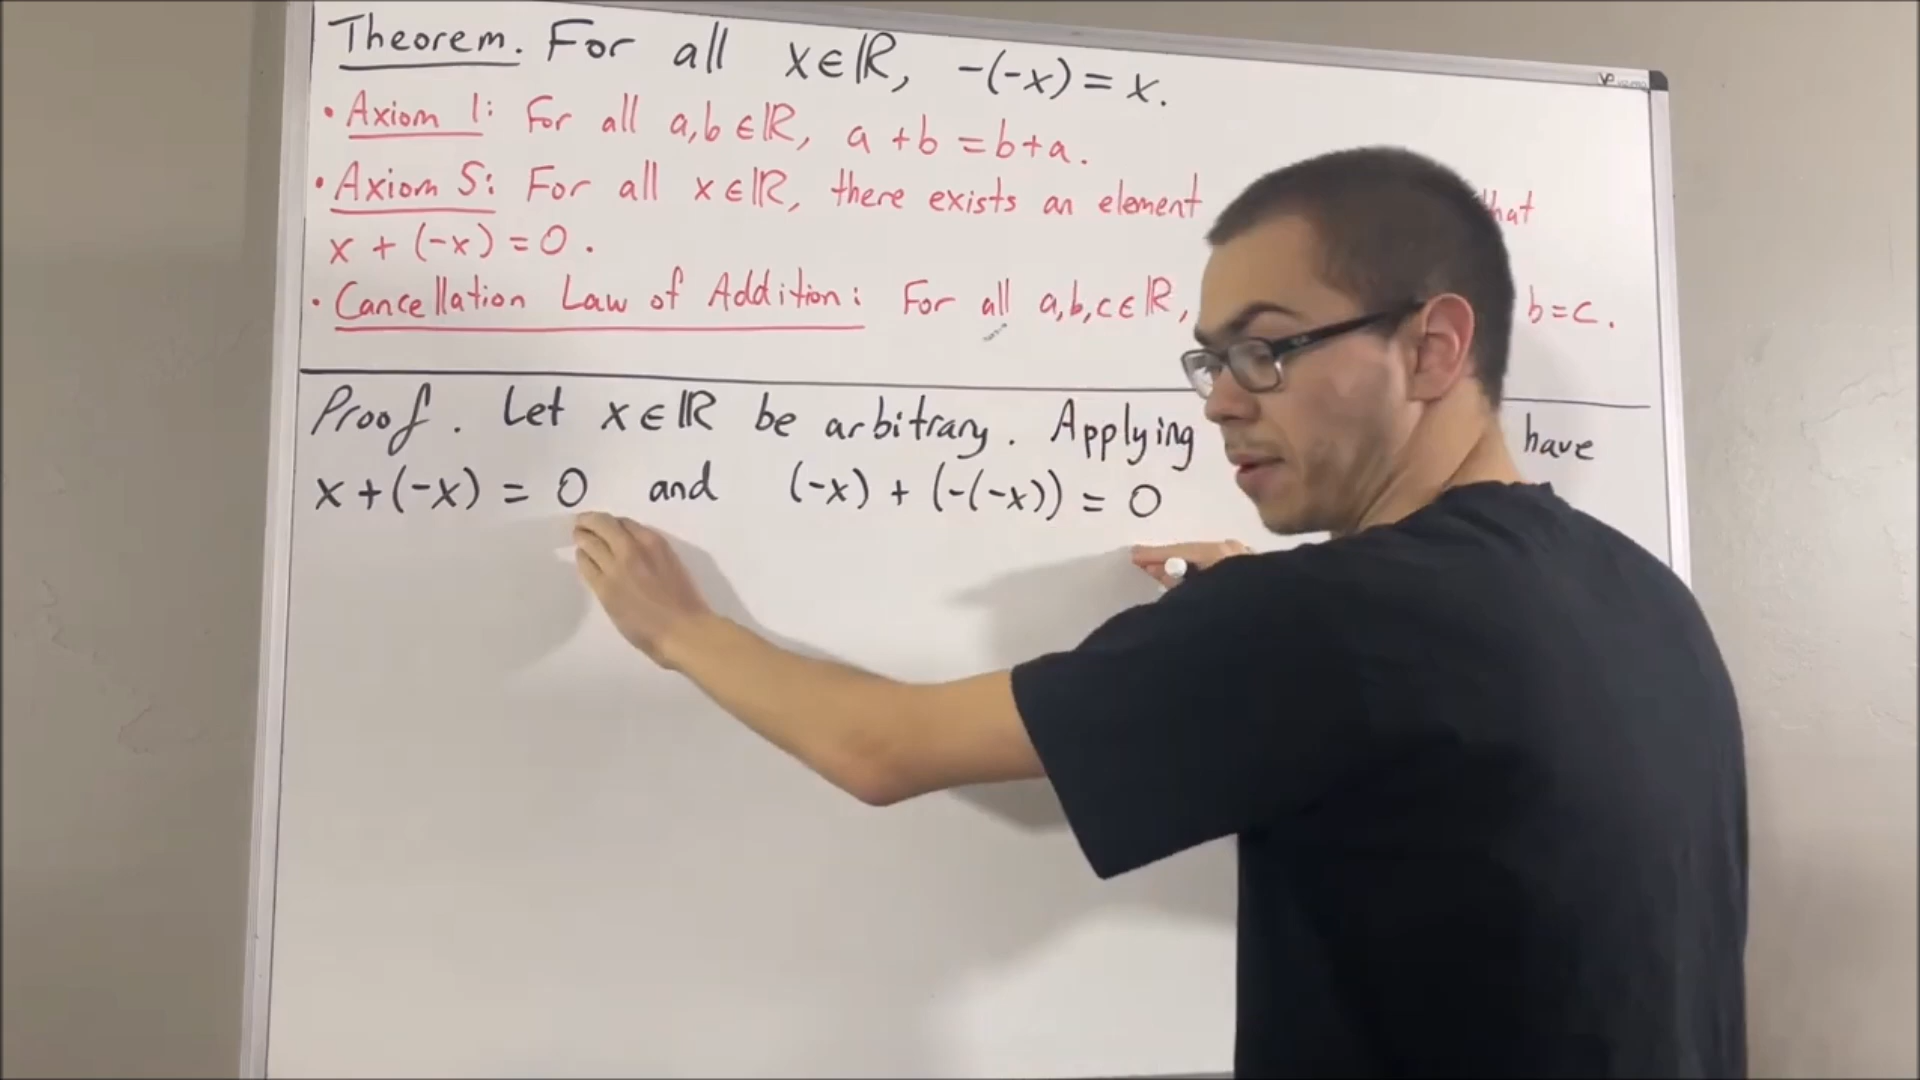 Theorem. For all x∈ℝ, -(-x) = x.
• Axiom 1: For all a,b ∈ℝ, a + b = b+a.
• Axiom 5: For all x∈ℝ, there exists an element that
x + (-x) = 0.
• Cancellation Law of Addition: For all a,b,c∈ℝ, b=c.
Proof. Let x∈ℝ be arbitrary. Applying have
x+(-x) = 0 and (-x) + (-(-x)) = 0